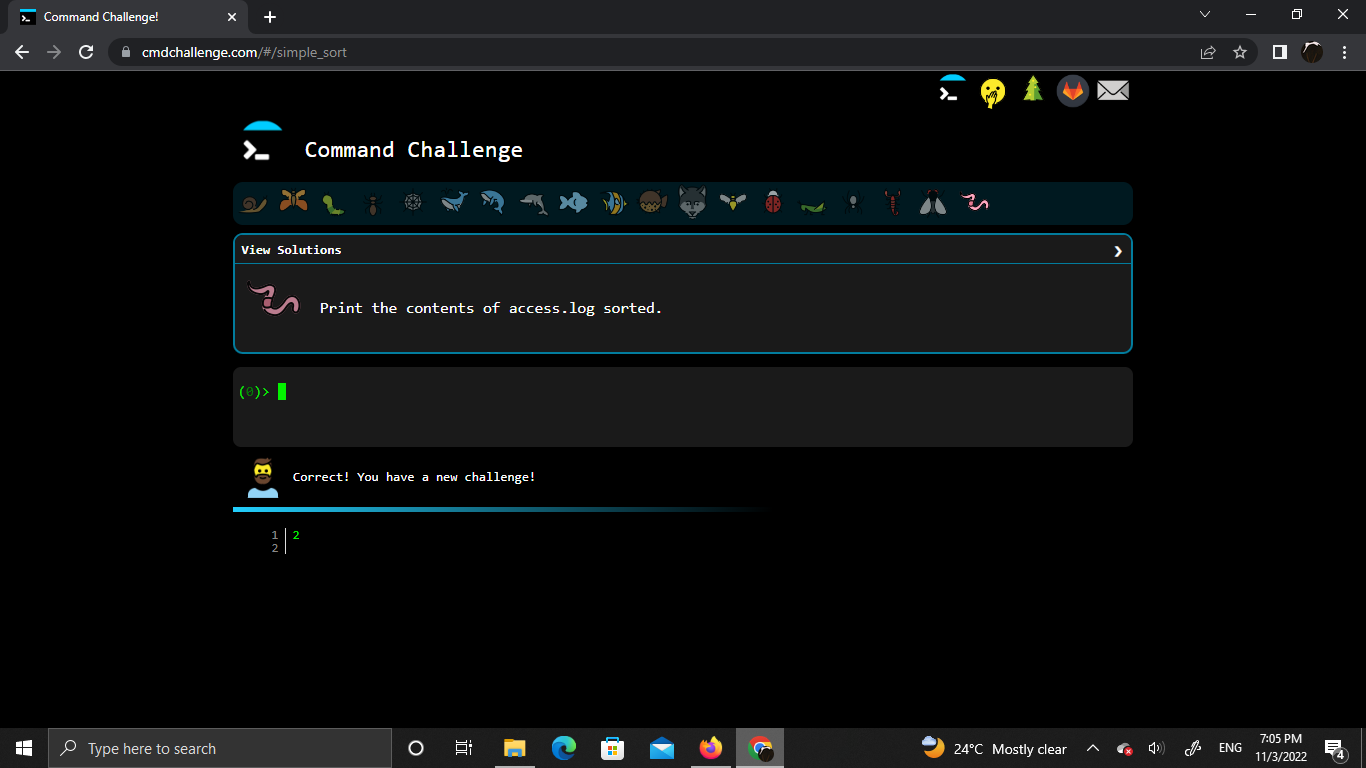 Command Challenge!
cmdchallenge.com/#/simple_sort
Command Challenge
View Solutions
Print the contents of access.log sorted.
(0)>
Correct! You have a new challenge!
1 2
2
Type here to search
24°C Mostly clear
ENG
7:05 PM
11/3/2022
4